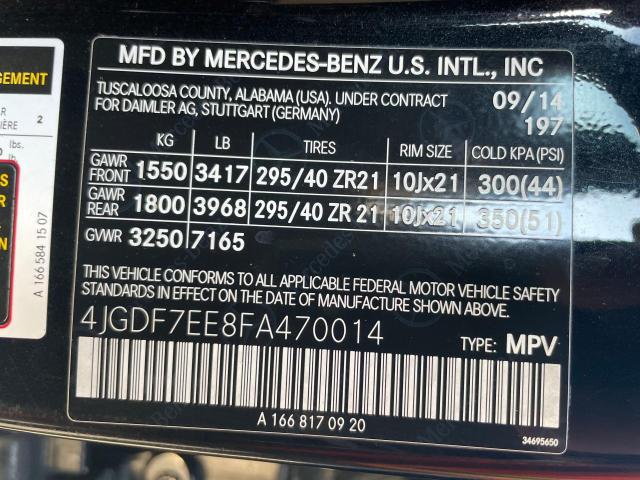 MFD BY MERCEDES-BENZ U.S. INTL., INC
TUSCALOOSA COUNTY, ALABAMA (USA). UNDER CONTRACT 09/14
FOR DAIMLER AG, STUTTGART (GERMANY) 197
KG LB TIRES RIM SIZE COLD KPA (PSI)
GAWR FRONT 1550 3417 295/40 ZR21 10Jx21 300(44)
GAWR REAR 1800 3968 295/40 ZR 21 10Jx21 350(51)
GVWR 3250 7165
THIS VEHICLE CONFORMS TO ALL APPLICABLE FEDERAL MOTOR VEHICLE SAFETY
STANDARDS IN EFFECT ON THE DATE OF MANUFACTURE SHOWN ABOVE.
4JGDF7EE8FA470014 TYPE: MPV
A 166 817 09 20
34695650
GEMENT
2
lbs.
A 166 584 15 07